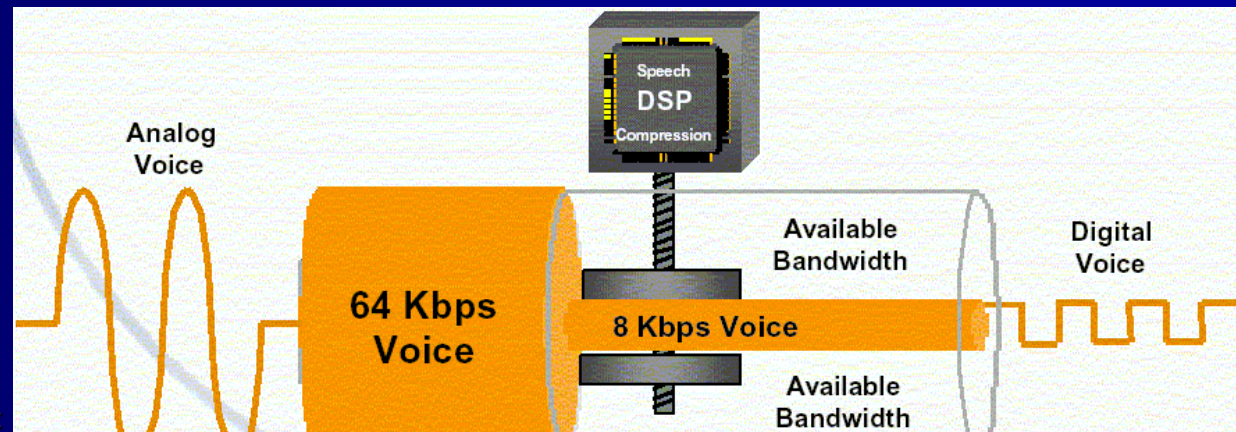 Analog
Voice
64 Kbps
Voice
Speech
DSP
Compression
8 Kbps Voice
Available
Bandwidth
Available
Bandwidth
Digital
Voice